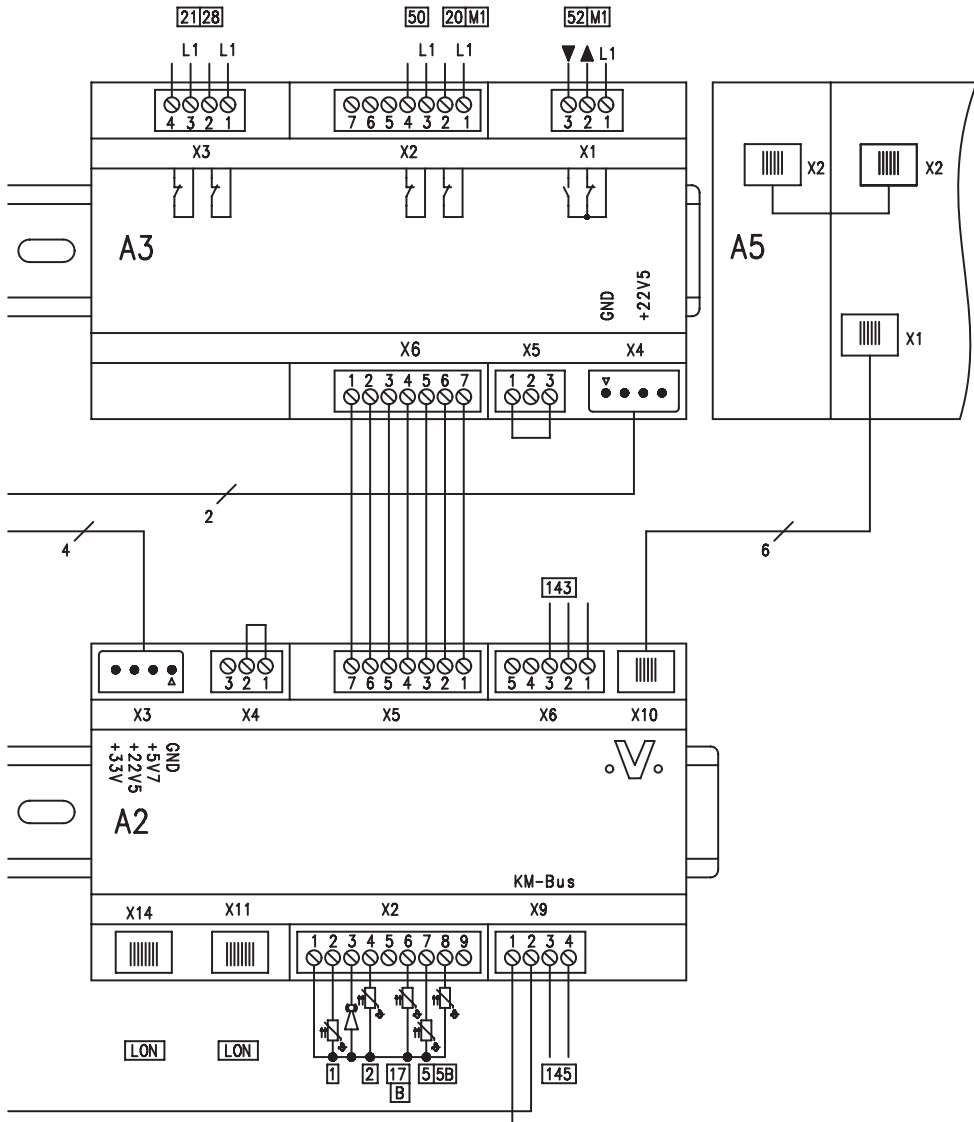 21 28 50 20 M1 52 M1
L1 L1 L1 L1 ▼ ▲ L1
4 3 2 1 7 6 5 4 3 2 1 3 2 1
X3 X2 X1
X2 X2
A3 A5
GND
+22V5
X1
X6 X5 X4
1 2 3 4 5 6 7 1 2 3
2
4 6
143
3 2 1 7 6 5 4 3 2 1 5 4 3 2 1
X3 X4 X5 X6 X10
+33V
+22V5
+5V7
GND
V
A2
KM-Bus
X14 X11 X2 X9
1 2 3 4 5 6 7 8 9 1 2 3 4
LON LON
1 2 17 5 5B 145
B